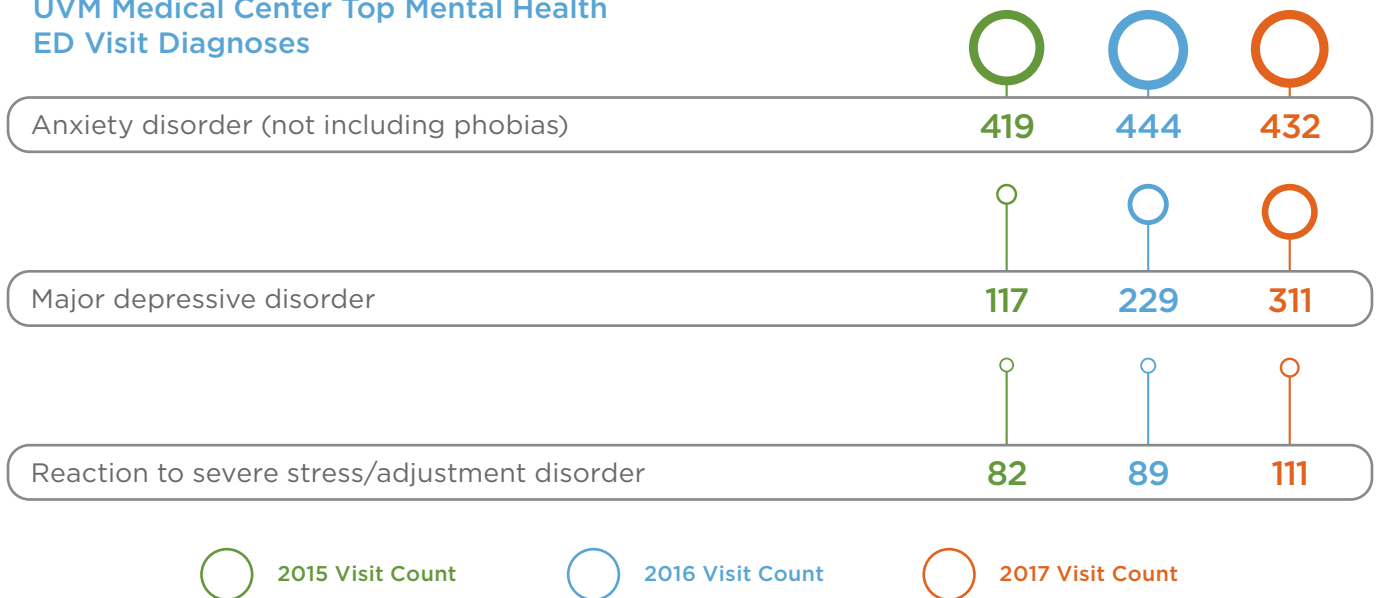 UVM Medical Center Top Mental Health
ED Visit Diagnoses
Anxiety disorder (not including phobias) 419 444 432
Major depressive disorder 117 229 311
Reaction to severe stress/adjustment disorder 82 89 111
2015 Visit Count 2016 Visit Count 2017 Visit Count